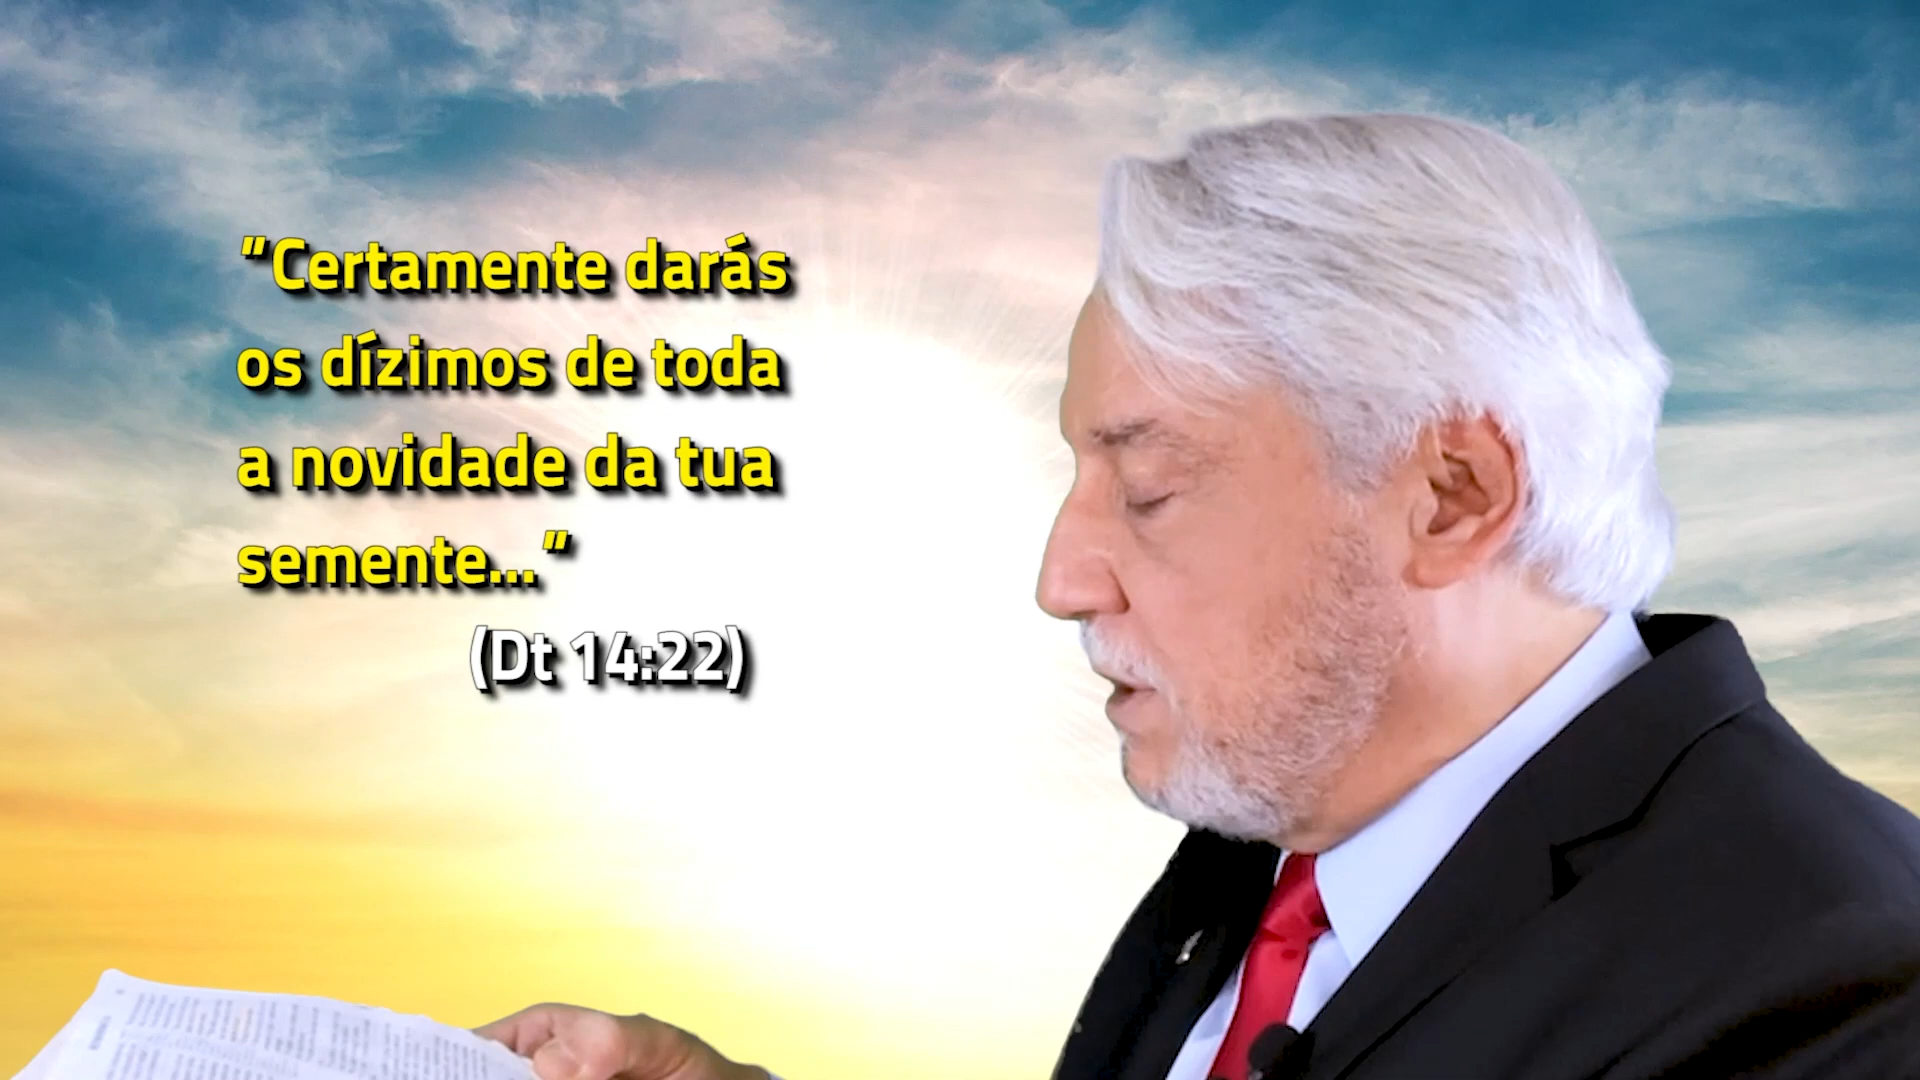 "Certamente darás
os dízimos de toda
a novidade da tua
semente..."
(Dt 14:22)